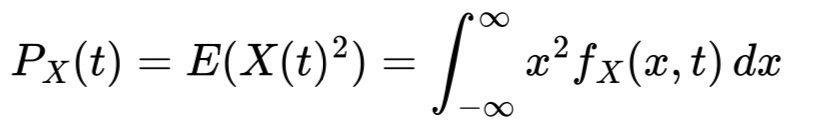 $P_X(t) = E(X(t)^2) = \int_{-\infty}^{\infty} x^2 f_X(x,t)\,dx$